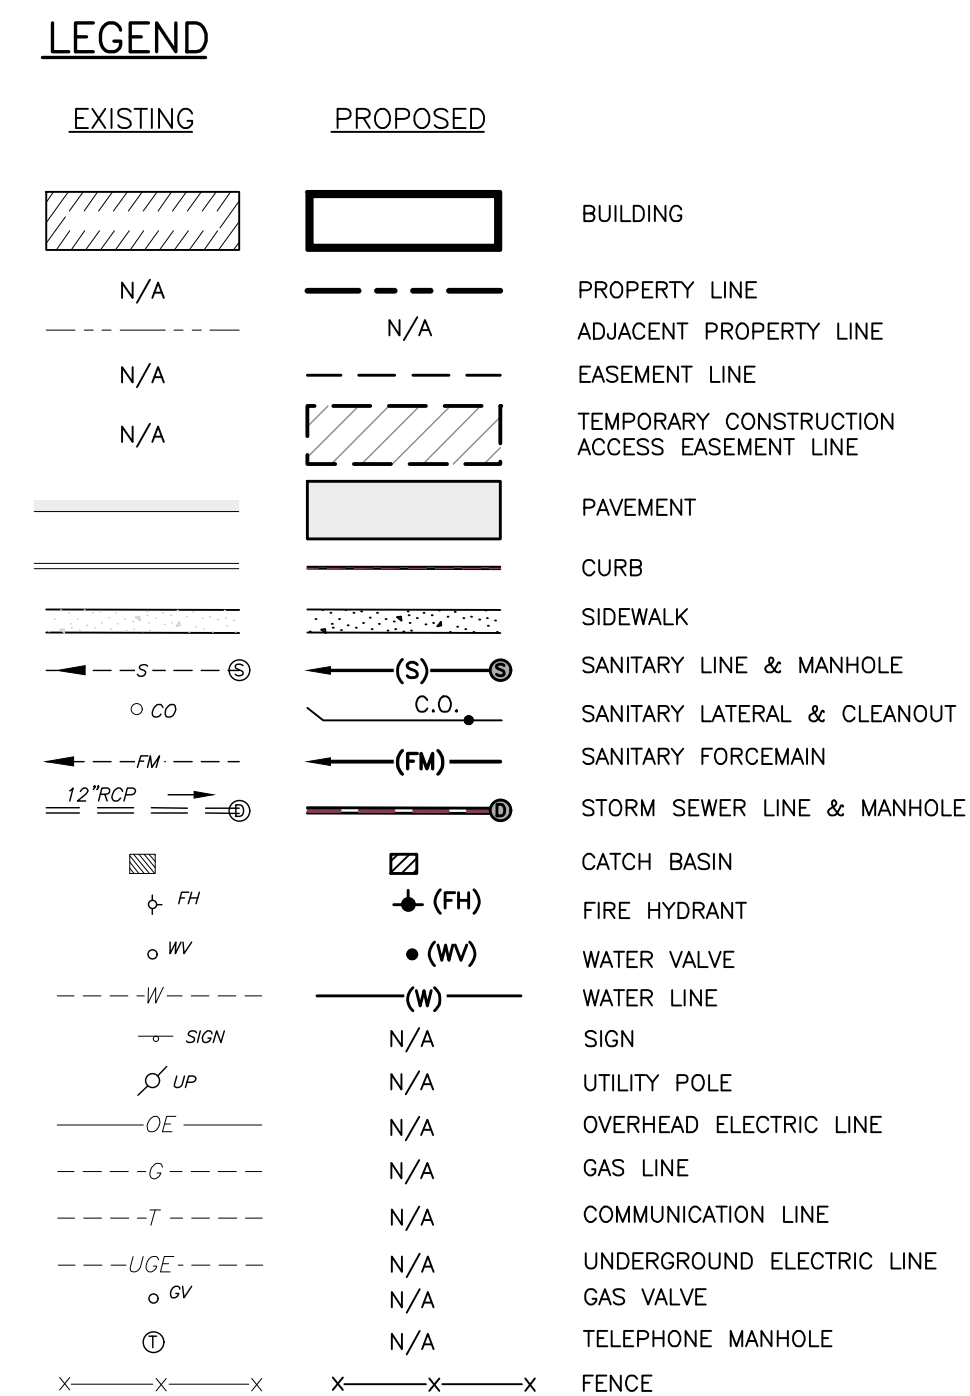 LEGEND
EXISTING PROPOSED
BUILDING
N/A PROPERTY LINE
N/A ADJACENT PROPERTY LINE
N/A EASEMENT LINE
N/A TEMPORARY CONSTRUCTION
ACCESS EASEMENT LINE
PAVEMENT
CURB
SIDEWALK
S S (S) S SANITARY LINE & MANHOLE
CO C.O. SANITARY LATERAL & CLEANOUT
FM (FM) SANITARY FORCEMAIN
12"RCP D D STORM SEWER LINE & MANHOLE
CATCH BASIN
FH (FH) FIRE HYDRANT
WV (WV) WATER VALVE
W (W) WATER LINE
SIGN N/A SIGN
UP N/A UTILITY POLE
OE N/A OVERHEAD ELECTRIC LINE
G N/A GAS LINE
T N/A COMMUNICATION LINE
UGE N/A UNDERGROUND ELECTRIC LINE
GV N/A GAS VALVE
T N/A TELEPHONE MANHOLE
X X X X X X FENCE